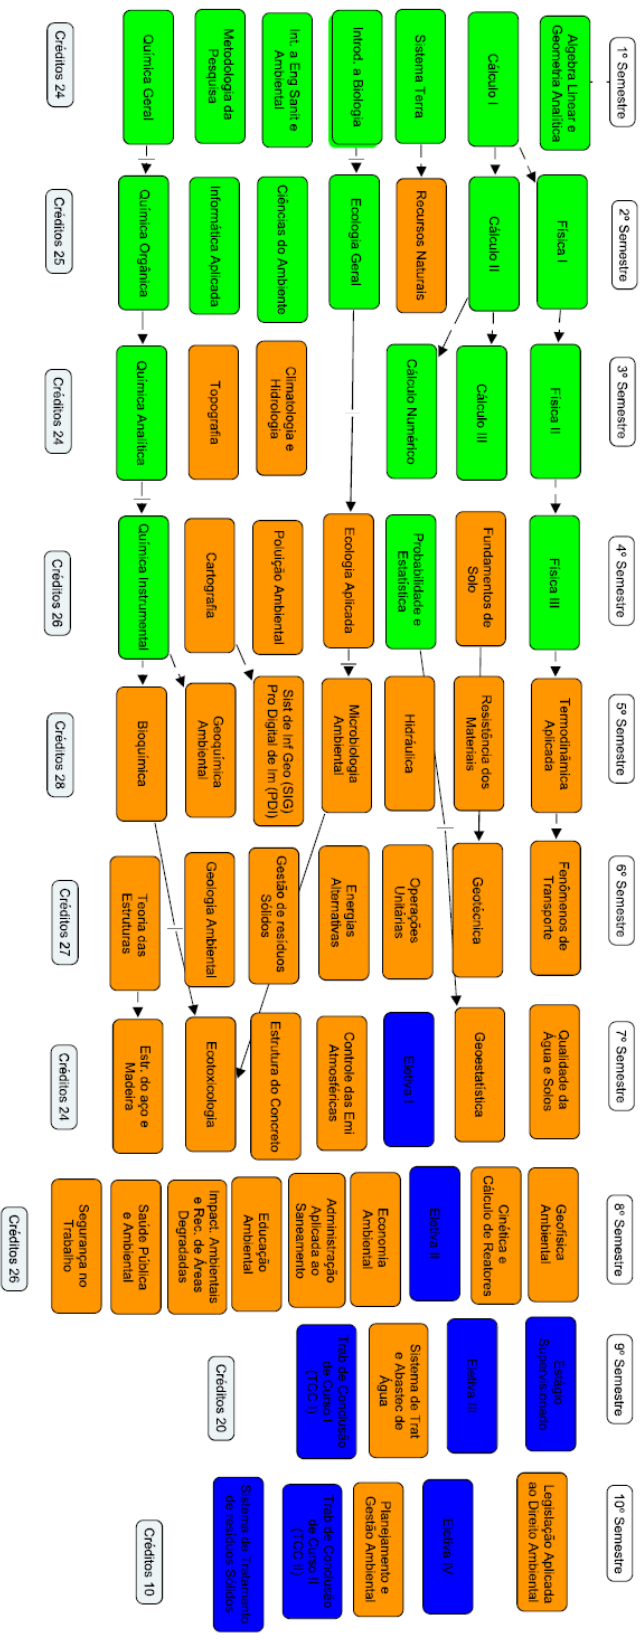 1º Semestre
Algebra Linear e
Geometria Analítica
Cálculo I
Sistema Terra
Introd. a Biologia
Int. a Eng Sanit e
Ambiental
Metodologia da
Pesquisa
Química Geral
Créditos 24
2º Semestre
Física I
Cálculo II
Recursos Naturais
Ecologia Geral
Ciências do Ambiente
Informática Aplicada
Química Orgânica
Créditos 25
3º Semestre
Física II
Cálculo III
Cálculo Numérico
Climatologia e
Hidrologia
Topografia
Química Analítica
Créditos 24
4º Semestre
Física III
Fundamentos de
Solo
Probabilidade e
Estatística
Ecologia Aplicada
Poluição Ambiental
Cartografia
Química Instrumental
Créditos 26
5º Semestre
Termodinâmica
Aplicada
Resistência dos
Materiais
Hidráulica
Microbiologia
Ambiental
Sist de Inf Geo (SIG)
Pro Digital de Im (PDI)
Geoquímica
Ambiental
Bioquímica
Créditos 28
6º Semestre
Fenômenos de
Transporte
Geotécnica
Operações
Unitárias
Energias
Alternativas
Gestão de resíduos
Sólidos
Geologia Ambiental
Teoria das
Estruturas
Créditos 27
7º Semestre
Qualidade da
Água e Solos
Geoestatística
Eletiva I
Controle das Emi
Atmosféricas
Estrutura do Concreto
Ecotoxicologia
Estr. do aço e
Madeira
Créditos 24
8º Semestre
Geofísica
Ambiental
Cinética e
Cálculo de Reatores
Eletiva II
Economia
Ambiental
Administração
Aplicada ao
Saneamento
Educação
Ambiental
Impact. Ambientais
e Rec. de Áreas
Degradadas
Saúde Pública
e Ambiental
Segurança no
Trabalho
Créditos 26
9º Semestre
Estágio
Supervisionado
Eletiva III
Sistema de Trat
e Abastec de
Água
Trab de Conclusão
de Curso I
(TCC I)
Créditos 20
10º Semestre
Legislação Aplicada
ao Direito Ambiental
Eletiva IV
Planejamento e
Gestão Ambiental
Trab de Conclusão
de Curso II
(TCC II)
Sistema de Tratamento
de resíduos Sólidos
Créditos 10